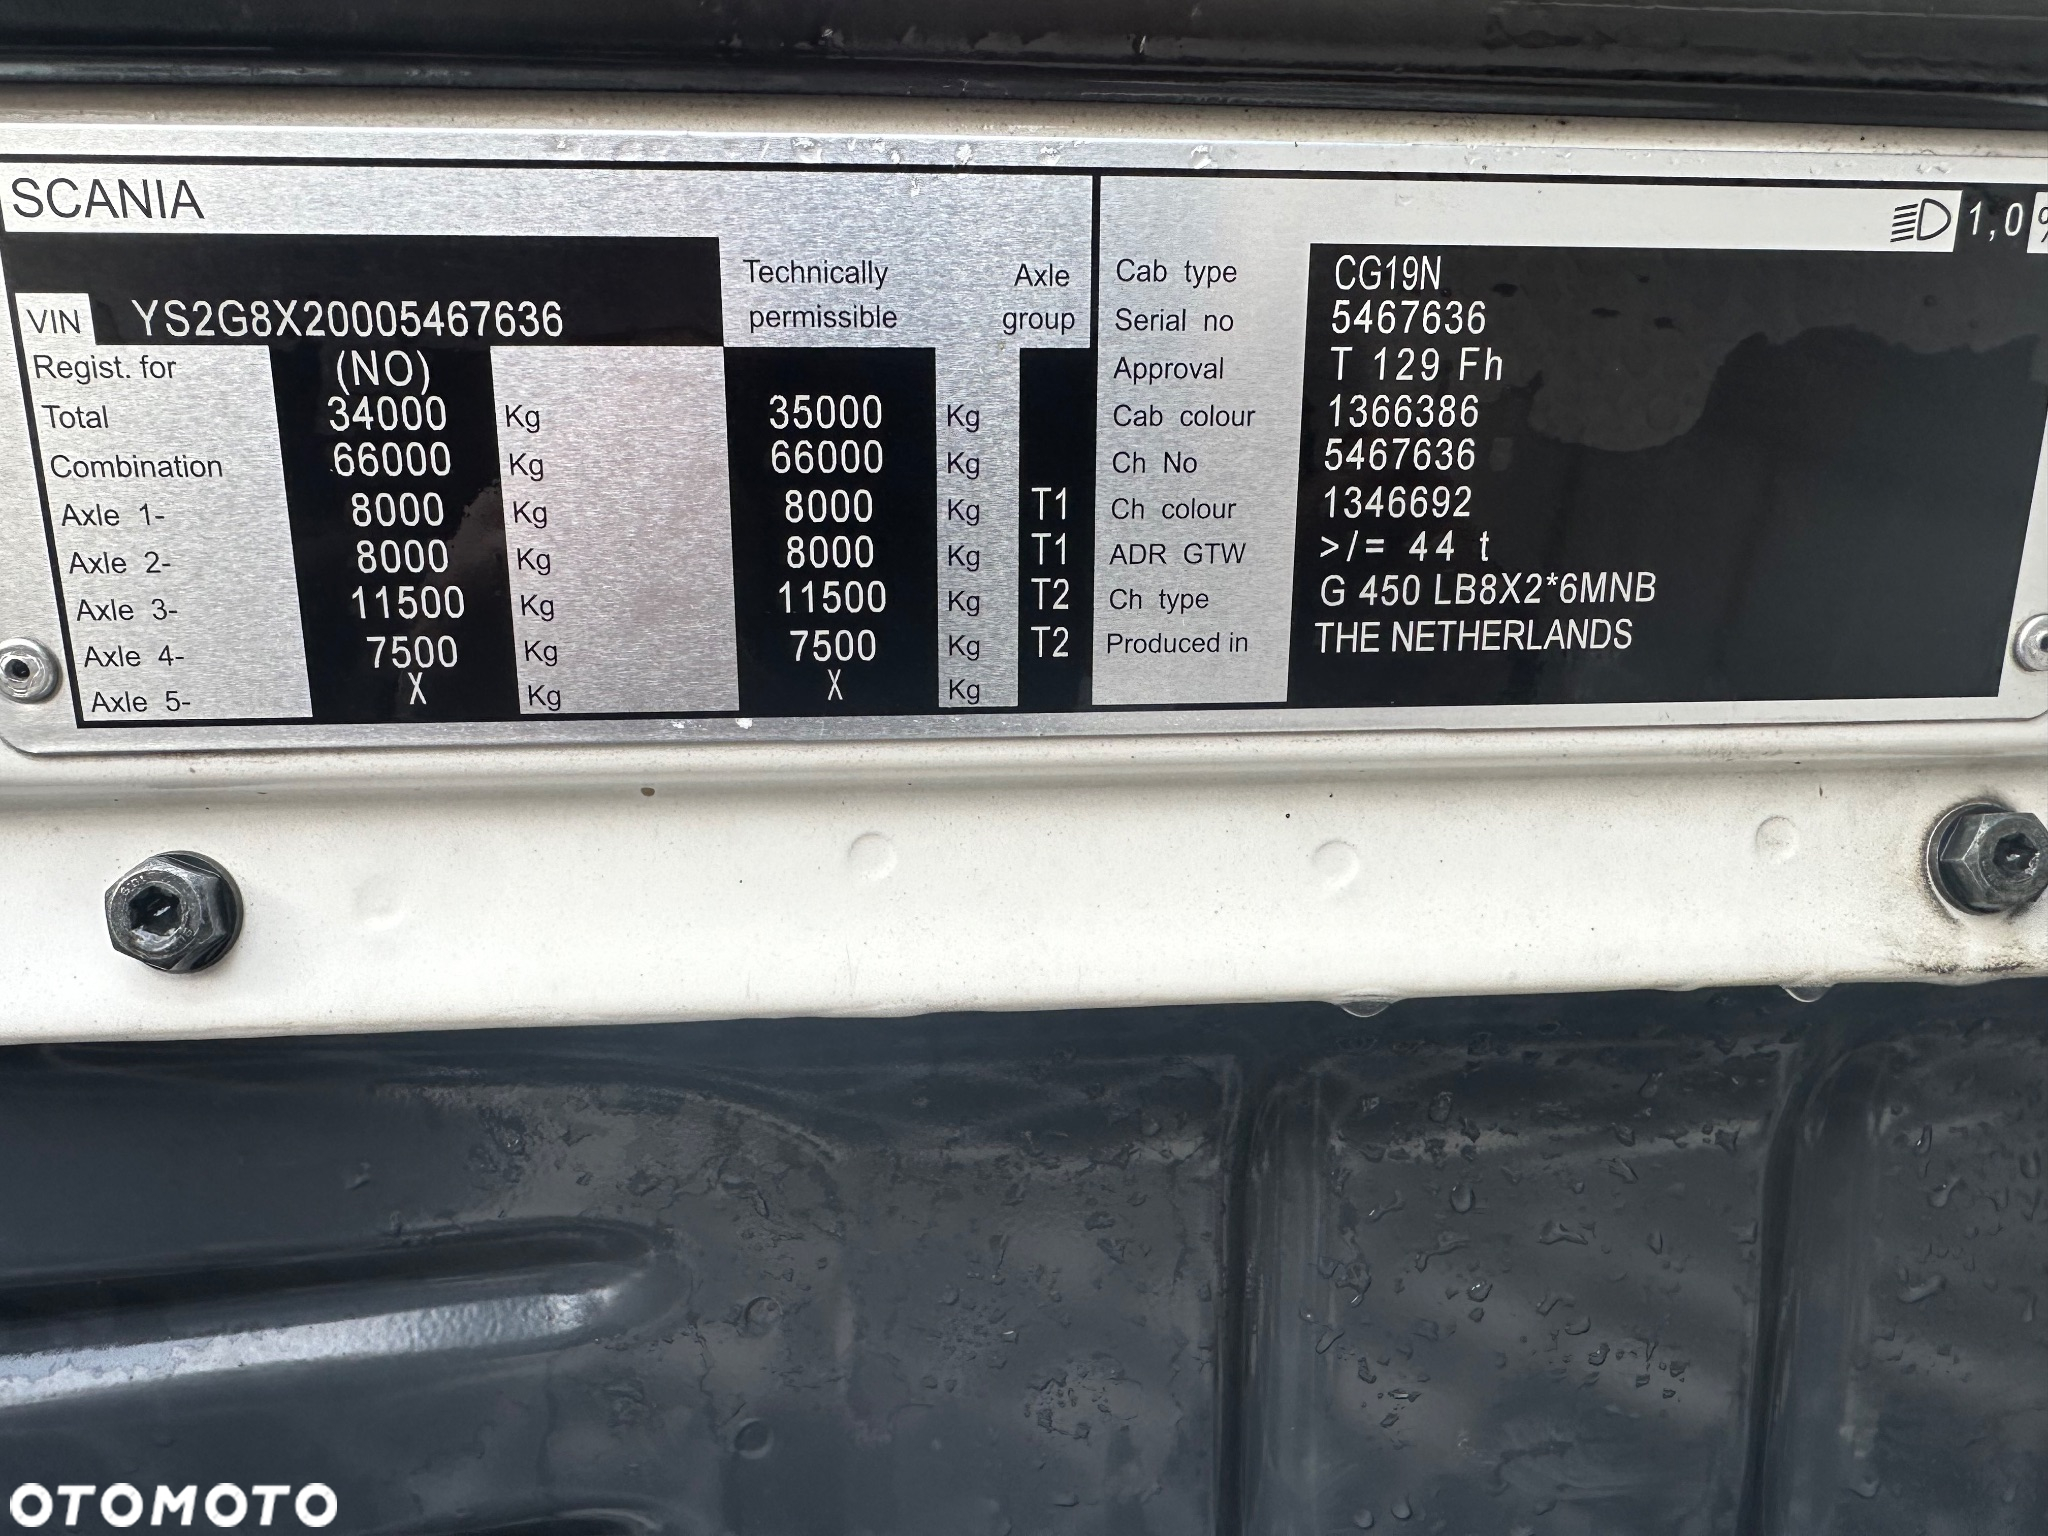 SCANIA
1,0 %
VIN YS2G8X20005467636
Technically permissible
Axle group
Regist. for (NO)
Total 34000 Kg 35000 Kg
Combination 66000 Kg 66000 Kg
Axle 1- 8000 Kg 8000 Kg T1
Axle 2- 8000 Kg 8000 Kg T1
Axle 3- 11500 Kg 11500 Kg T2
Axle 4- 7500 Kg 7500 Kg T2
Axle 5- X Kg X Kg
Cab type CG19N
Serial no 5467636
Approval T 129 Fh
Cab colour 1366386
Ch No 5467636
Ch colour 1346692
ADR GTW >/= 44 t
Ch type G 450 LB8X2*6MNB
Produced in THE NETHERLANDS
OTOMOTO